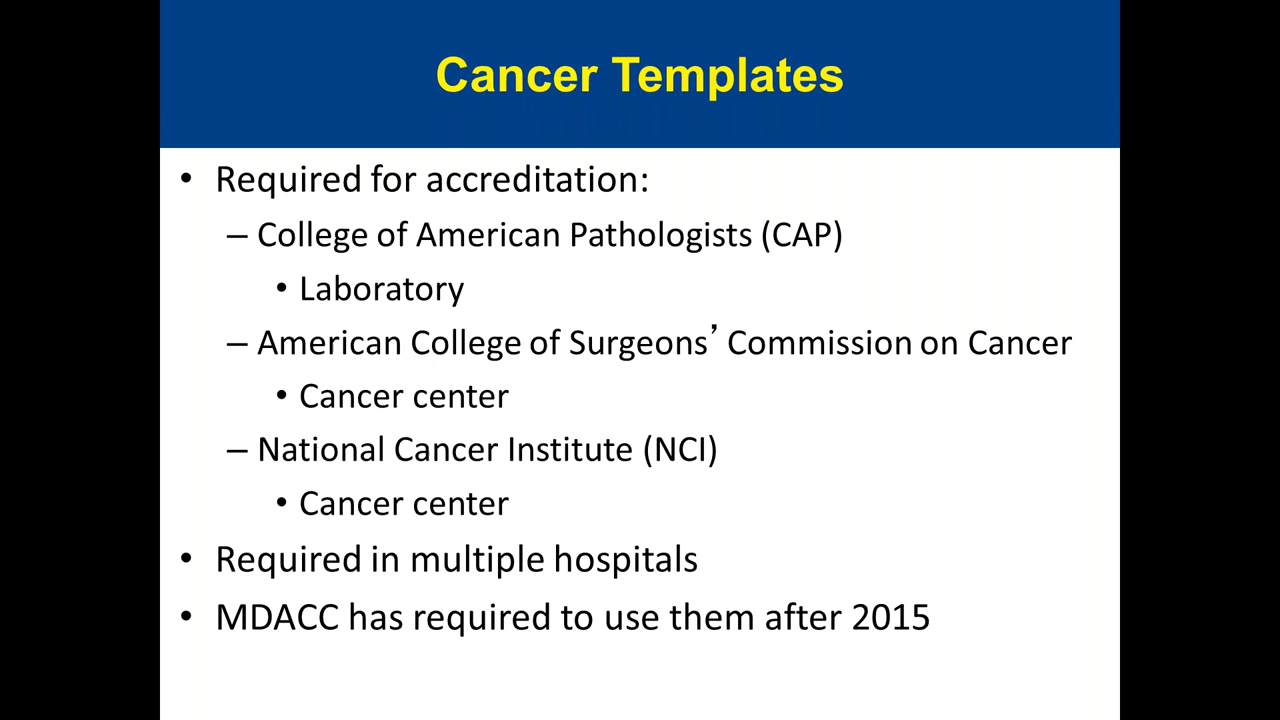 Cancer Templates
• Required for accreditation:
– College of American Pathologists (CAP)
• Laboratory
– American College of Surgeons’ Commission on Cancer
• Cancer center
– National Cancer Institute (NCI)
• Cancer center
• Required in multiple hospitals
• MDACC has required to use them after 2015